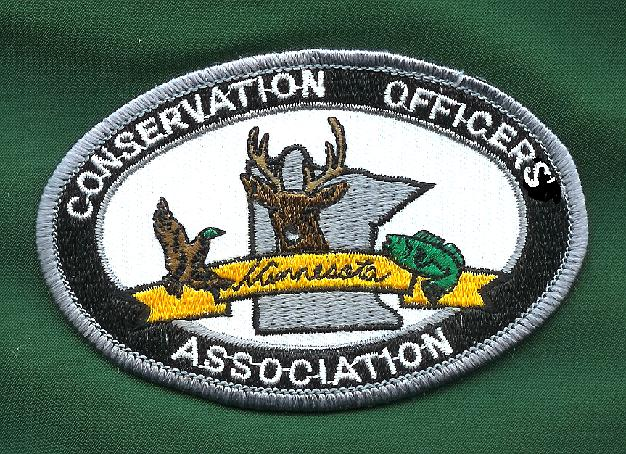 CONSERVATION OFFICERS
Minnesota
ASSOCIATION